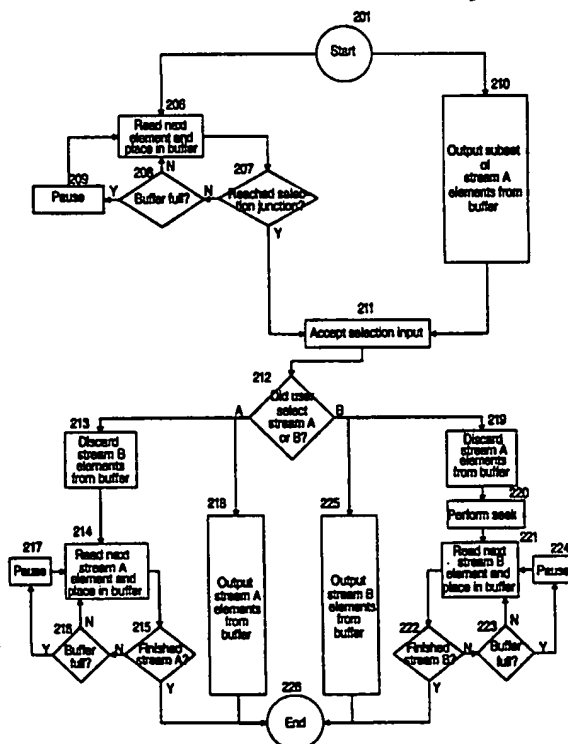 201
Start
206
Read next
element and
place in buffer
210
Output subset
of
stream A
elements from
buffer
209
Pause
Y
208
Buffer full?
N
N
207
Reached selec-
tion junction?
Y
211
Accept selection input
212
Did user
select
stream A
or B?
A
B
213
Discard
stream B
elements
from buffer
218
Output
stream A
elements
from
buffer
225
Output
stream B
elements
from
buffer
219
Discard
stream A
elements
from buffer
220
Perform seek
214
Read next
stream A
element and
place in buffer
217
Pause
216
Buffer
full?
Y
N
N
215
Finished
stream A?
Y
221
Read next
stream B
element and
place in buffer
224
Pause
222
Finished
stream B?
N
Y
223
Buffer
full?
N
Y
226
End